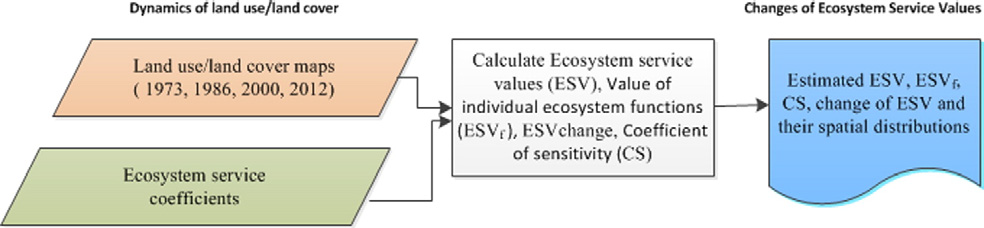 Dynamics of land use/land cover
Changes of Ecosystem Service Values
Land use/land cover maps
( 1973, 1986, 2000, 2012)
Ecosystem service
coefficients
Calculate Ecosystem service
values (ESV), Value of
individual ecosystem functions
(ESVf), ESVchange, Coefficient
of sensitivity (CS)
Estimated ESV, ESVf,
CS, change of ESV and
their spatial distributions